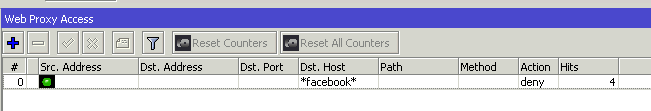 Web Proxy Access
Reset Counters Reset All Counters
# Src. Address Dst. Address Dst. Port Dst. Host Path Method Action Hits
0 *facebook* deny 4